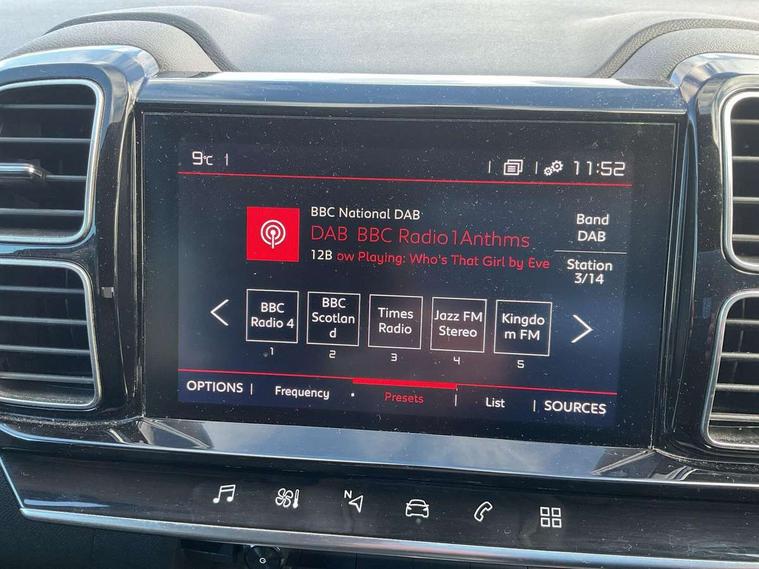 9°C
11:52
BBC National DAB
DAB BBC Radio1Anthms
12B ow Playing: Who's That Girl by Eve
Band
DAB
Station
3/14
BBC
Radio 4
BBC
Scotlan
d
Times
Radio
Jazz FM
Stereo
Kingdo
m FM
1
2
3
4
5
OPTIONS
Frequency
Presets
List
SOURCES
N